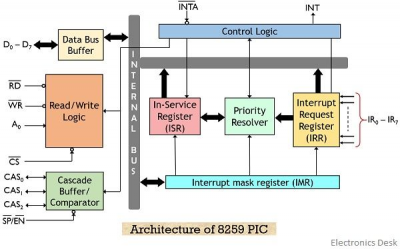 INTA
INT
D0 – D7
Data Bus
Buffer
Control Logic
INTERNAL BUS
RD
WR
A0
CS
Read/Write
Logic
In-Service
Register
(ISR)
Priority
Resolver
Interrupt
Request
Register
(IRR)
IR0 – IR7
CAS0
CAS1
CAS2
SP/EN
Cascade
Buffer/
Comparator
Interrupt mask register (IMR)
Architecture of 8259 PIC
Electronics Desk